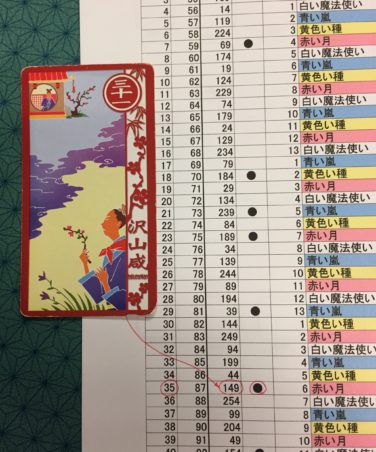 三十一
沢山咸
4 56 14 1 白い魔法使い
5 57 119 2 青い嵐
6 58 224 3 黄色い種
7 59 69 ● 4 赤い月
8 60 174 5 白い魔法使い
9 61 19 6 青い嵐
10 62 124 7 黄色い種
11 63 229 8 赤い月
12 64 74 9 白い魔法使い
13 65 179 10 青い嵐
14 66 24 11 黄色い種
15 67 129 12 赤い月
16 68 234 13 白い魔法使い
17 69 79 1 青い嵐
18 70 184 ● 2 黄色い種
19 71 29 3 赤い月
20 72 134 4 白い魔法使い
21 73 239 ● 5 青い嵐
22 74 84 6 黄色い種
23 75 189 ● 7 赤い月
24 76 34 8 白い魔法使い
25 77 139 9 青い嵐
26 78 244 10 黄色い種
27 79 89 11 赤い月
28 80 194 12 白い魔法使い
29 81 39 ● 13 青い嵐
30 82 144 1 黄色い種
31 83 249 2 赤い月
32 84 94 3 白い魔法使い
33 85 199 4 青い嵐
34 86 44 5 黄色い種
35 87 149 ● 6 赤い月
36 88 254 7 白い魔法使い
37 89 99 8 青い嵐
38 90 204 9 黄色い種
39 91 49 10 赤い月